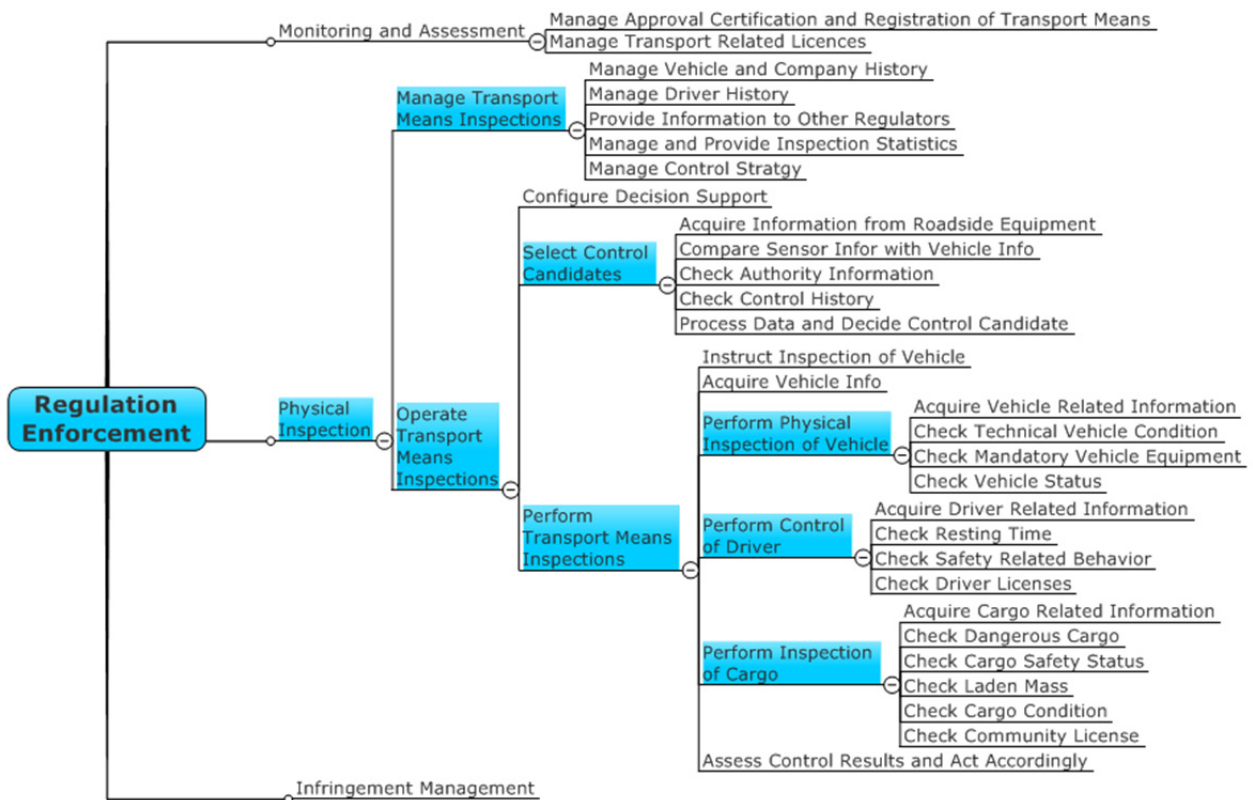 Monitoring and Assessment
Manage Approval Certification and Registration of Transport Means
Manage Transport Related Licences
Manage Transport
Means Inspections
Manage Vehicle and Company History
Manage Driver History
Provide Information to Other Regulators
Manage and Provide Inspection Statistics
Manage Control Stratgy
Configure Decision Support
Select Control
Candidates
Acquire Information from Roadside Equipment
Compare Sensor Infor with Vehicle Info
Check Authority Information
Check Control History
Process Data and Decide Control Candidate
Regulation
Enforcement
Physical
Inspection
Operate
Transport
Means
Inspections
Perform
Transport Means
Inspections
Instruct Inspection of Vehicle
Acquire Vehicle Info
Perform Physical
Inspection of Vehicle
Acquire Vehicle Related Information
Check Technical Vehicle Condition
Check Mandatory Vehicle Equipment
Check Vehicle Status
Perform Control
of Driver
Acquire Driver Related Information
Check Resting Time
Check Safety Related Behavior
Check Driver Licenses
Perform Inspection
of Cargo
Acquire Cargo Related Information
Check Dangerous Cargo
Check Cargo Safety Status
Check Laden Mass
Check Cargo Condition
Check Community License
Assess Control Results and Act Accordingly
Infringement Management